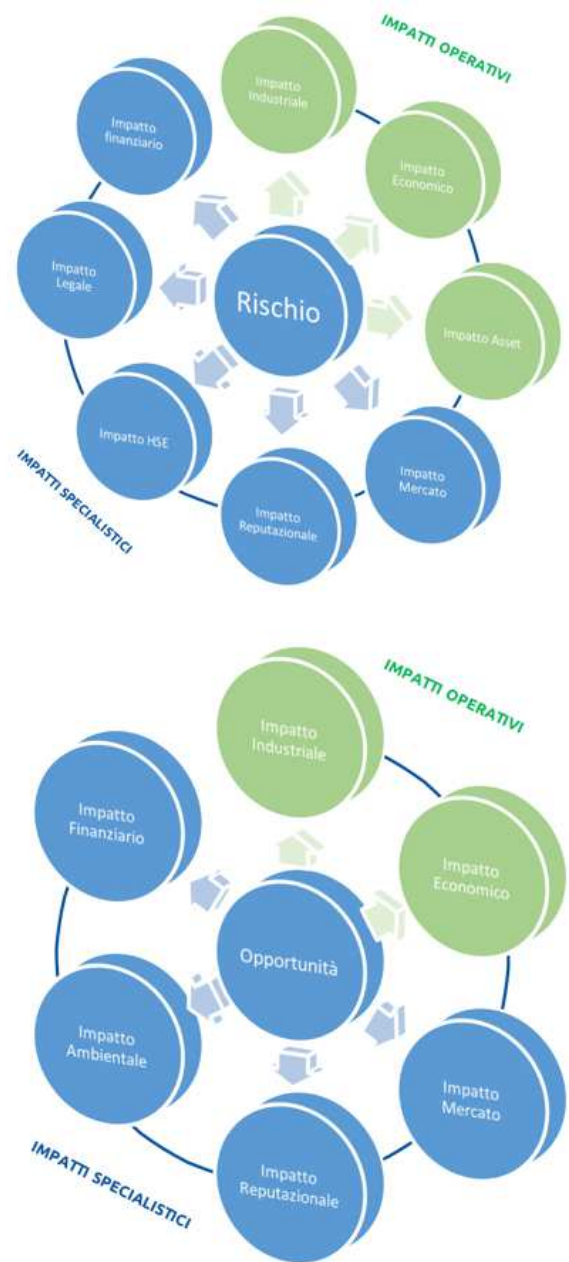 IMPATTI OPERATIVI
Impatto
Industriale
Impatto
finanziario
Impatto
Economico
Impatto
Legale
Rischio
Impatto Asset
Impatto HSE
Impatto
Mercato
Impatto
Reputazionale
IMPATTI SPECIALISTICI
IMPATTI OPERATIVI
Impatto
Industriale
Impatto
Finanziario
Impatto
Economico
Opportunità
Impatto
Ambientale
Impatto
Mercato
Impatto
Reputazionale
IMPATTI SPECIALISTICI